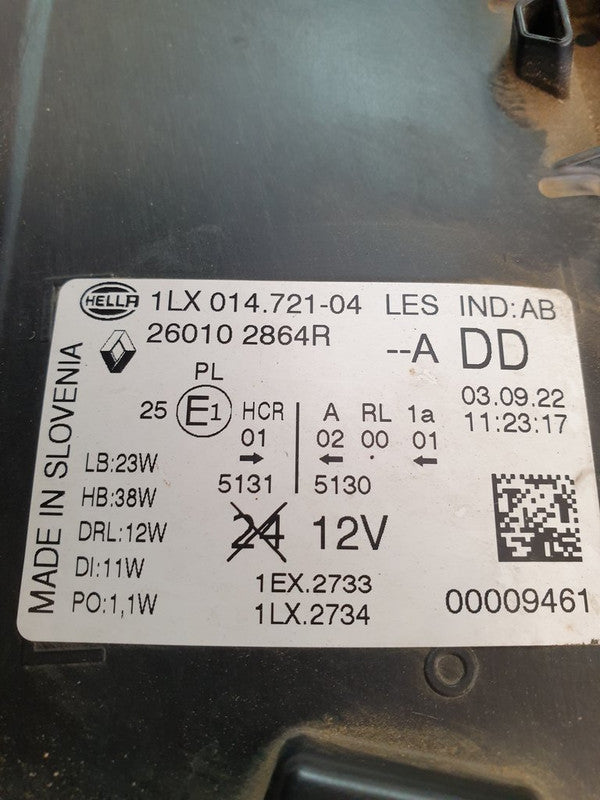 HELLA 1LX 014.721-04 LES IND:AB
26010 2864R --A DD
MADE IN SLOVENIA
PL
03.09.22
11:23:17
25 E1 HCR A RL 1a
01 02 00 01
→ ← . ←
5131 5130
LB:23W
HB:38W
DRL:12W
DI:11W
PO:1,1W
24 12V
1EX.2733
1LX.2734
00009461